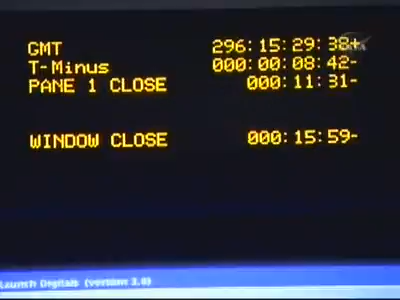 GMT 296:15:29:38+
T-Minus 000:00:08:42-
PANE 1 CLOSE 000:11:31-
WINDOW CLOSE 000:15:59-
Launch Digitals (version 3.0)